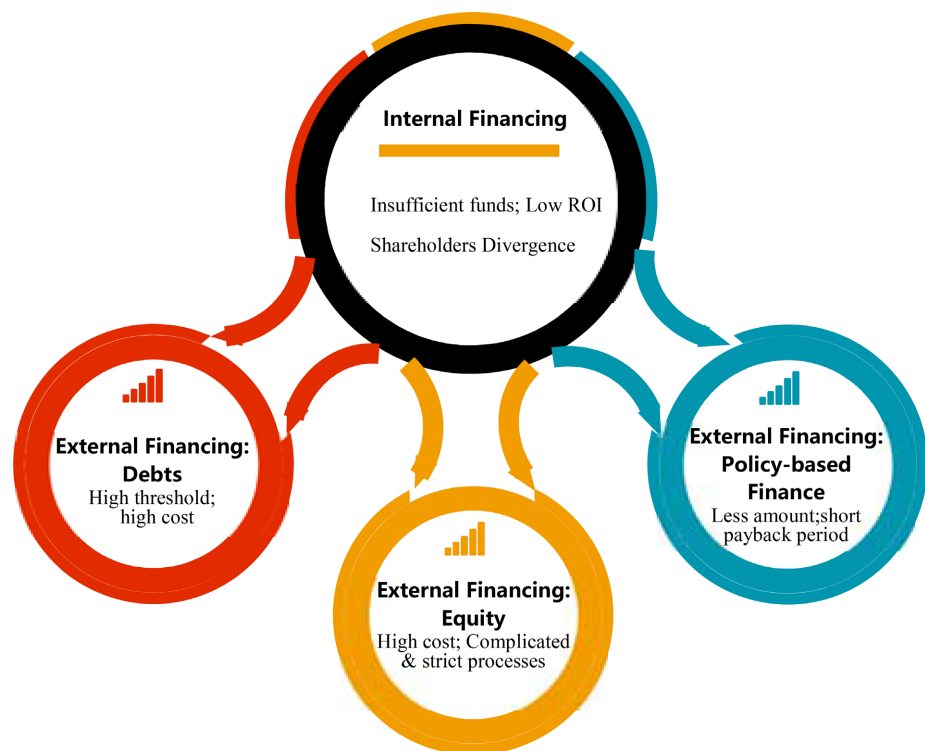 Internal Financing
Insufficient funds; Low ROI
Shareholders Divergence
External Financing:
Debts
High threshold;
high cost
External Financing:
Equity
High cost; Complicated
& strict processes
External Financing:
Policy-based
Finance
Less amount;short
payback period